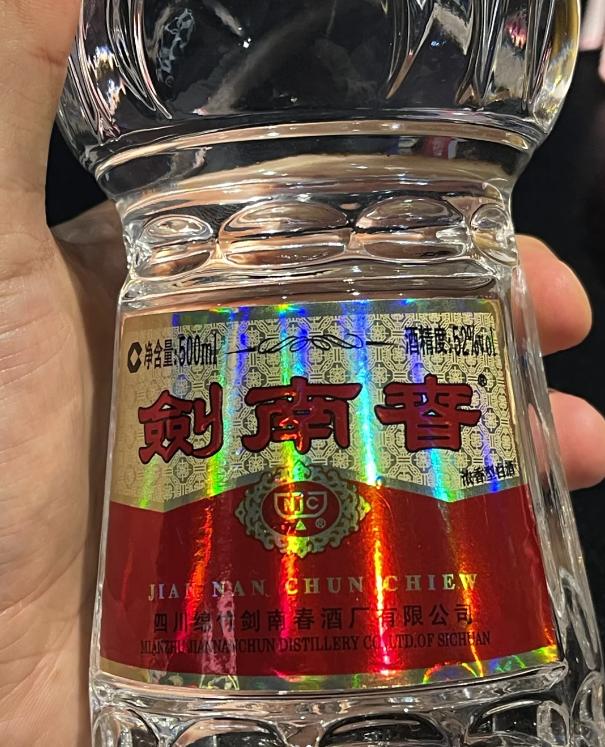 净含量:500ml
酒精度:52%vol
劍南春®
浓香型白酒
JNC
®
JIAN NAN CHUN CHIEW
四川绵竹剑南春酒厂有限公司
MIANZHU JIANNANCHUN DISTILLERY CO.,LTD.OF SICHUAN